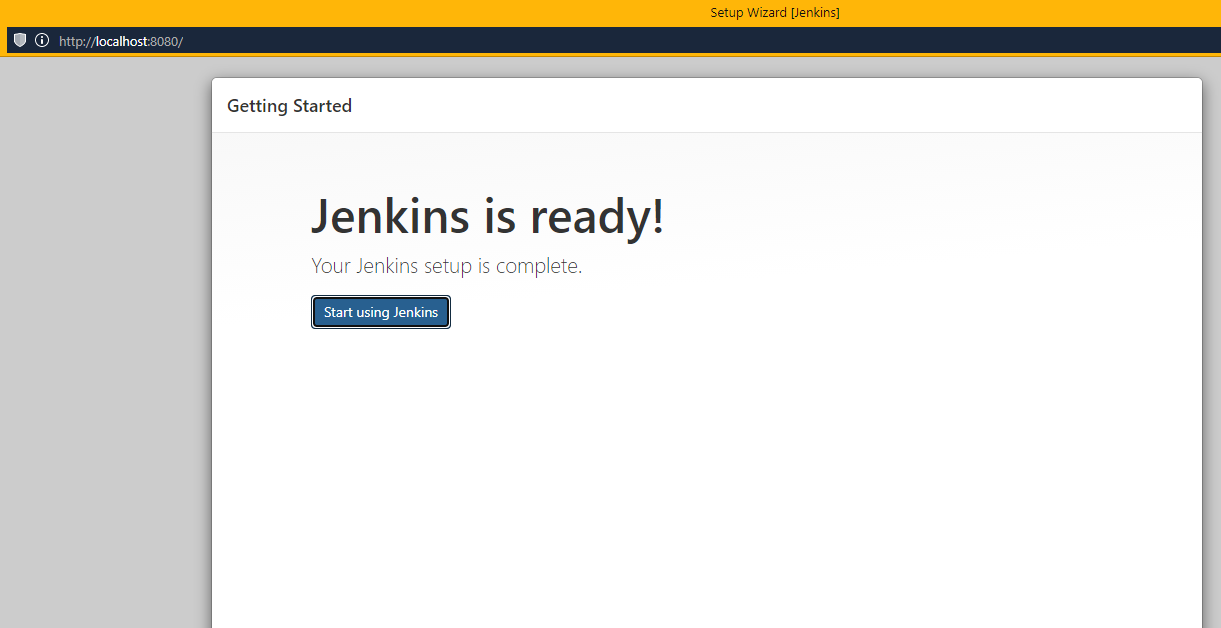 Setup Wizard [Jenkins]
http://localhost:8080/
Getting Started
Jenkins is ready!
Your Jenkins setup is complete.
Start using Jenkins